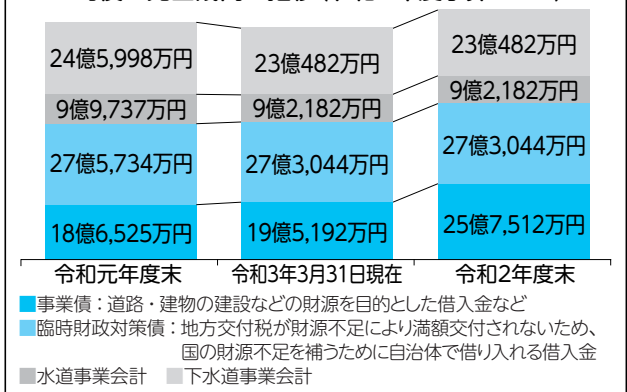 24億5,998万円 23億482万円 23億482万円
9億9,737万円 9億2,182万円 9億2,182万円
27億5,734万円 27億3,044万円 27億3,044万円
18億6,525万円 19億5,192万円 25億7,512万円
令和元年度末 令和3年3月31日現在 令和2年度末
事業債：道路・建物の建設などの財源を目的とした借入金など
臨時財政対策債：地方交付税が財源不足により満額交付されないため、
国の財源不足を補うために自治体で借り入れる借入金
水道事業会計 下水道事業会計